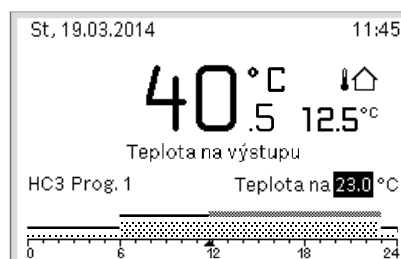 St, 19.03.2014 11:45
40.5 °C
12.5°C
Teplota na výstupu
HC3 Prog. 1 Teplota na 23.0 °C
0 6 12 18 24